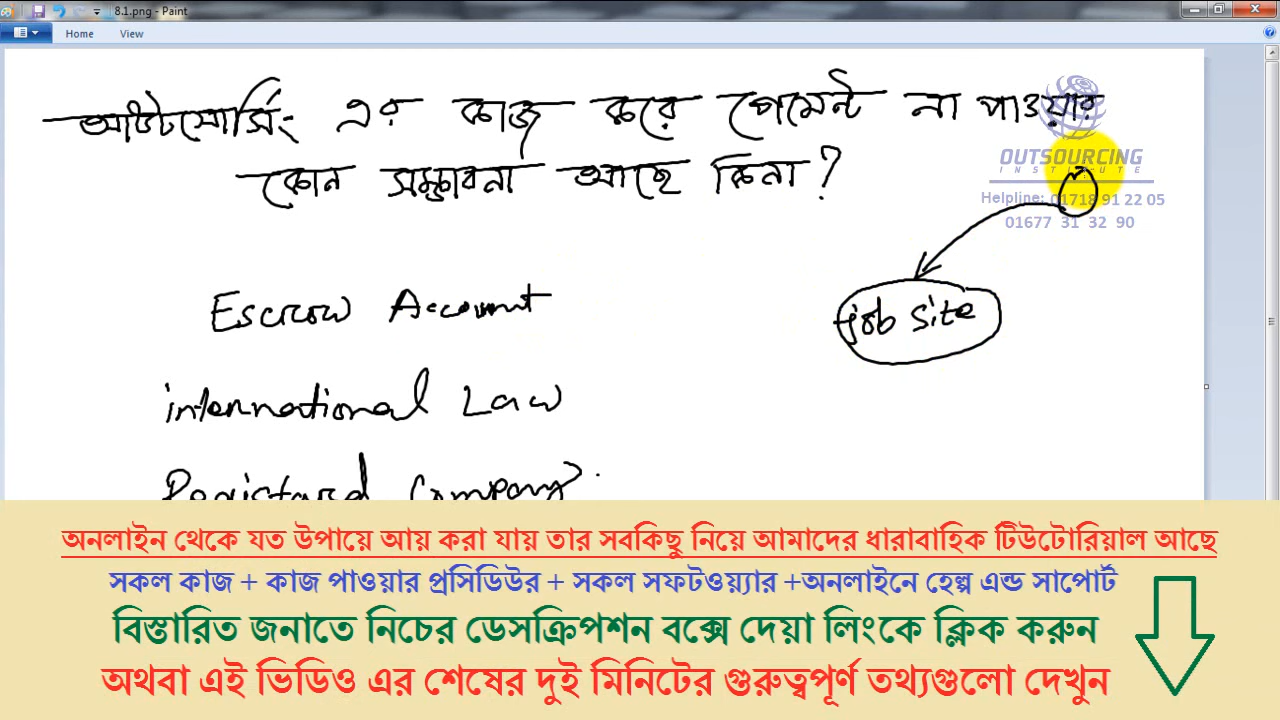 8.1.png - Paint
Home View
আউটসোর্সিং এর কাজ করে পেমেন্ট না পাওয়ার
কোন সম্ভাবনা আছে কিনা?
OUTSOURCING
INSTITUTE
Helpline: 01718 91 22 05
01677 31 32 90
Escrow Account
job site
international Law
Registared Company
অনলাইন থেকে যত উপায়ে আয় করা যায় তার সবকিছু নিয়ে আমাদের ধারাবাহিক টিউটোরিয়াল আছে
সকল কাজ + কাজ পাওয়ার প্রসিডিউর + সকল সফটওয়্যার +অনলাইনে হেল্প এন্ড সাপোর্ট
বিস্তারিত জনাতে নিচের ডেসক্রিপশন বক্সে দেয়া লিংকে ক্লিক করুন
অথবা এই ভিডিও এর শেষের দুই মিনিটের গুরুত্বপূর্ণ তথ্যগুলো দেখুন